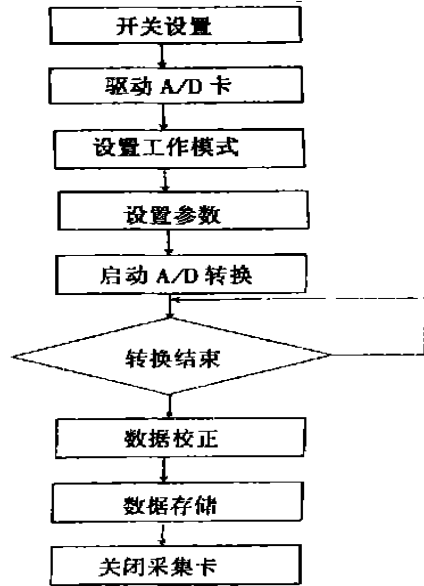 开关设置
驱动 A/D 卡
设置工作模式
设置参数
启动 A/D 转换
转换结束
数据校正
数据存储
关闭采集卡